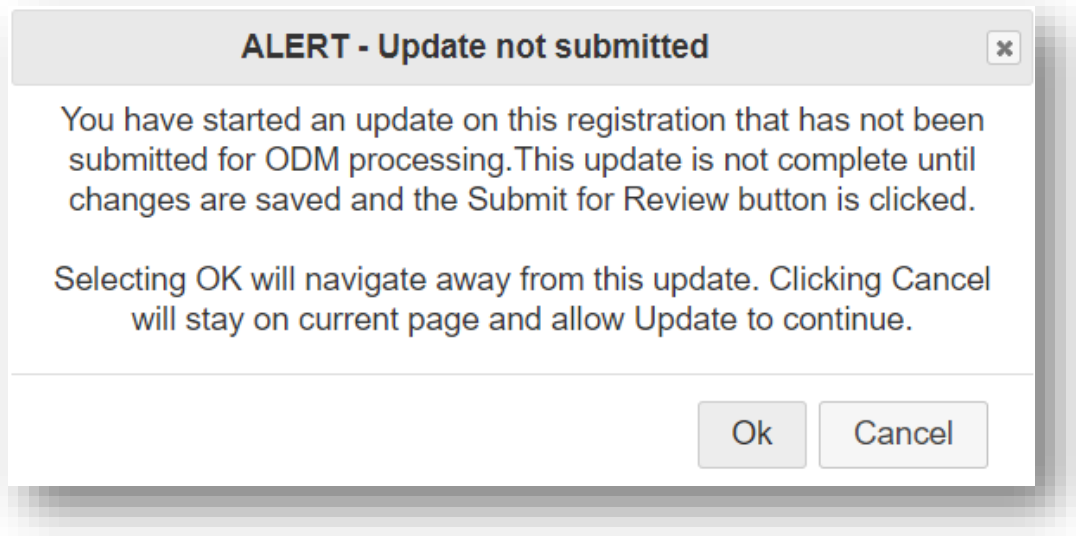 ALERT - Update not submitted
You have started an update on this registration that has not been
submitted for ODM processing.This update is not complete until
changes are saved and the Submit for Review button is clicked.
Selecting OK will navigate away from this update. Clicking Cancel
will stay on current page and allow Update to continue.
Ok
Cancel